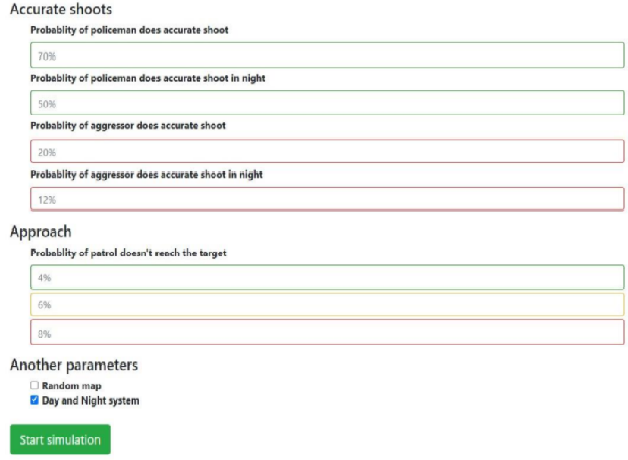 Accurate shoots
Probablity of policeman does accurate shoot
70%
Probablity of policeman does accurate shoot in night
50%
Probablity of aggressor does accurate shoot
20%
Probablity of aggressor does accurate shoot in night
12%
Approach
Probablity of patrol doesn't reach the target
4%
6%
8%
Another parameters
Random map
Day and Night system
Start simulation